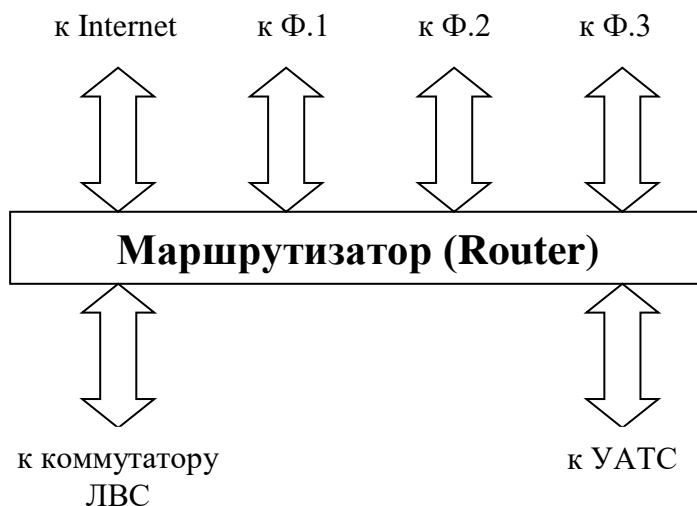 к Internet к Ф.1 к Ф.2 к Ф.3
Маршрутизатор (Router)
к коммутатору к УАТС
ЛВС